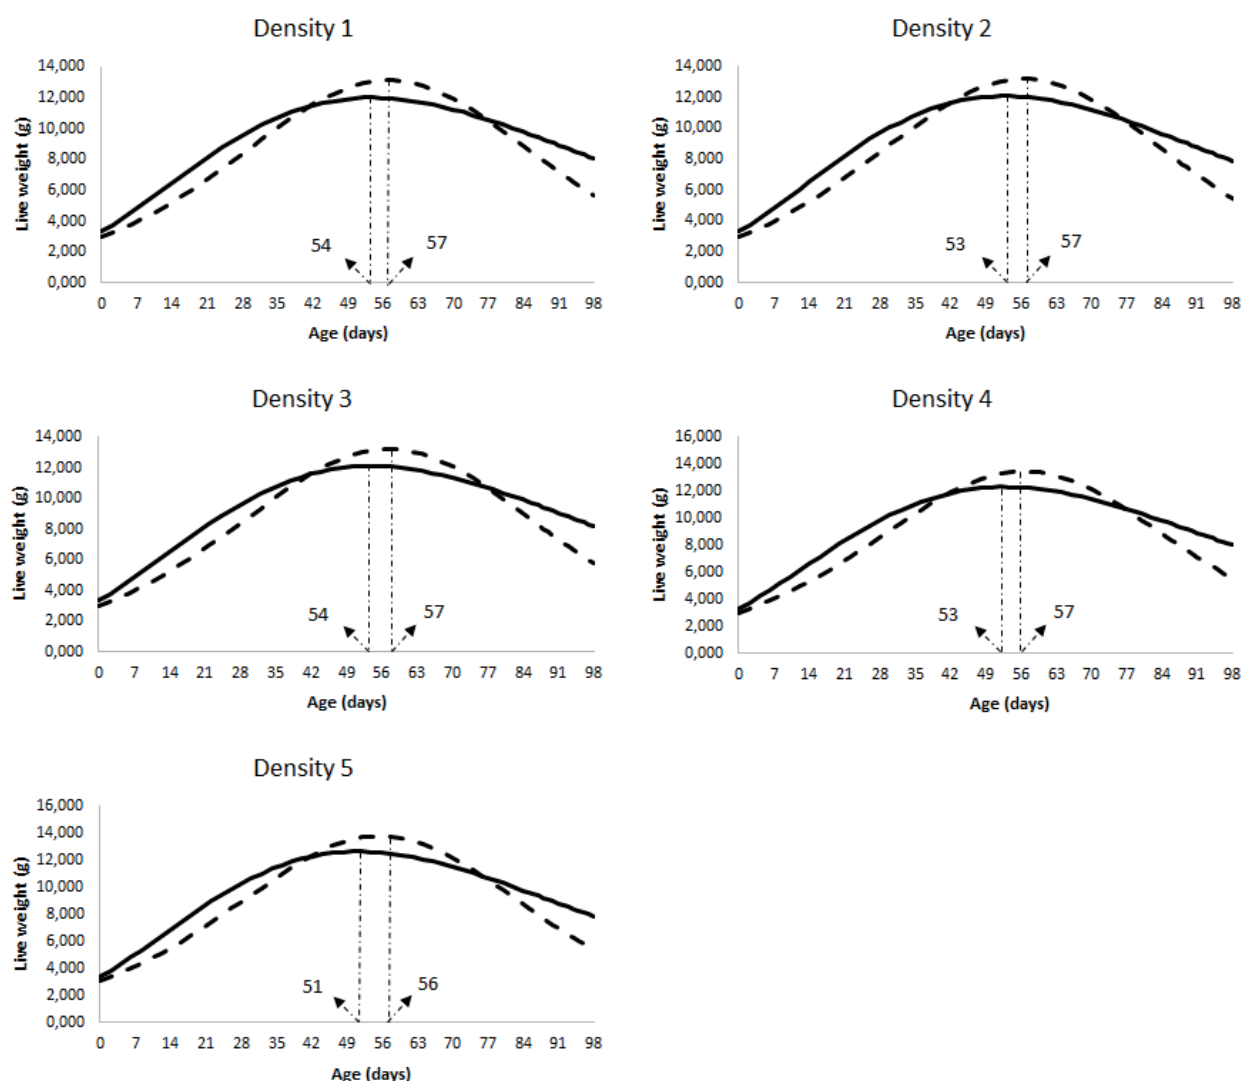 Density 1
Live weight (g)
14,000
12,000
10,000
8,000
6,000
4,000
2,000
0,000
54
57
0 7 14 21 28 35 42 49 56 63 70 77 84 91 98
Age (days)
Density 2
Live weight (g)
14,000
12,000
10,000
8,000
6,000
4,000
2,000
0,000
53
57
0 7 14 21 28 35 42 49 56 63 70 77 84 91 98
Age (days)
Density 3
Live weight (g)
14,000
12,000
10,000
8,000
6,000
4,000
2,000
0,000
54
57
0 7 14 21 28 35 42 49 56 63 70 77 84 91 98
Age (days)
Density 4
Live weight (g)
16,000
14,000
12,000
10,000
8,000
6,000
4,000
2,000
0,000
53
57
0 7 14 21 28 35 42 49 56 63 70 77 84 91 98
Age (days)
Density 5
Live weight (g)
16,000
14,000
12,000
10,000
8,000
6,000
4,000
2,000
0,000
51
56
0 7 14 21 28 35 42 49 56 63 70 77 84 91 98
Age (days)